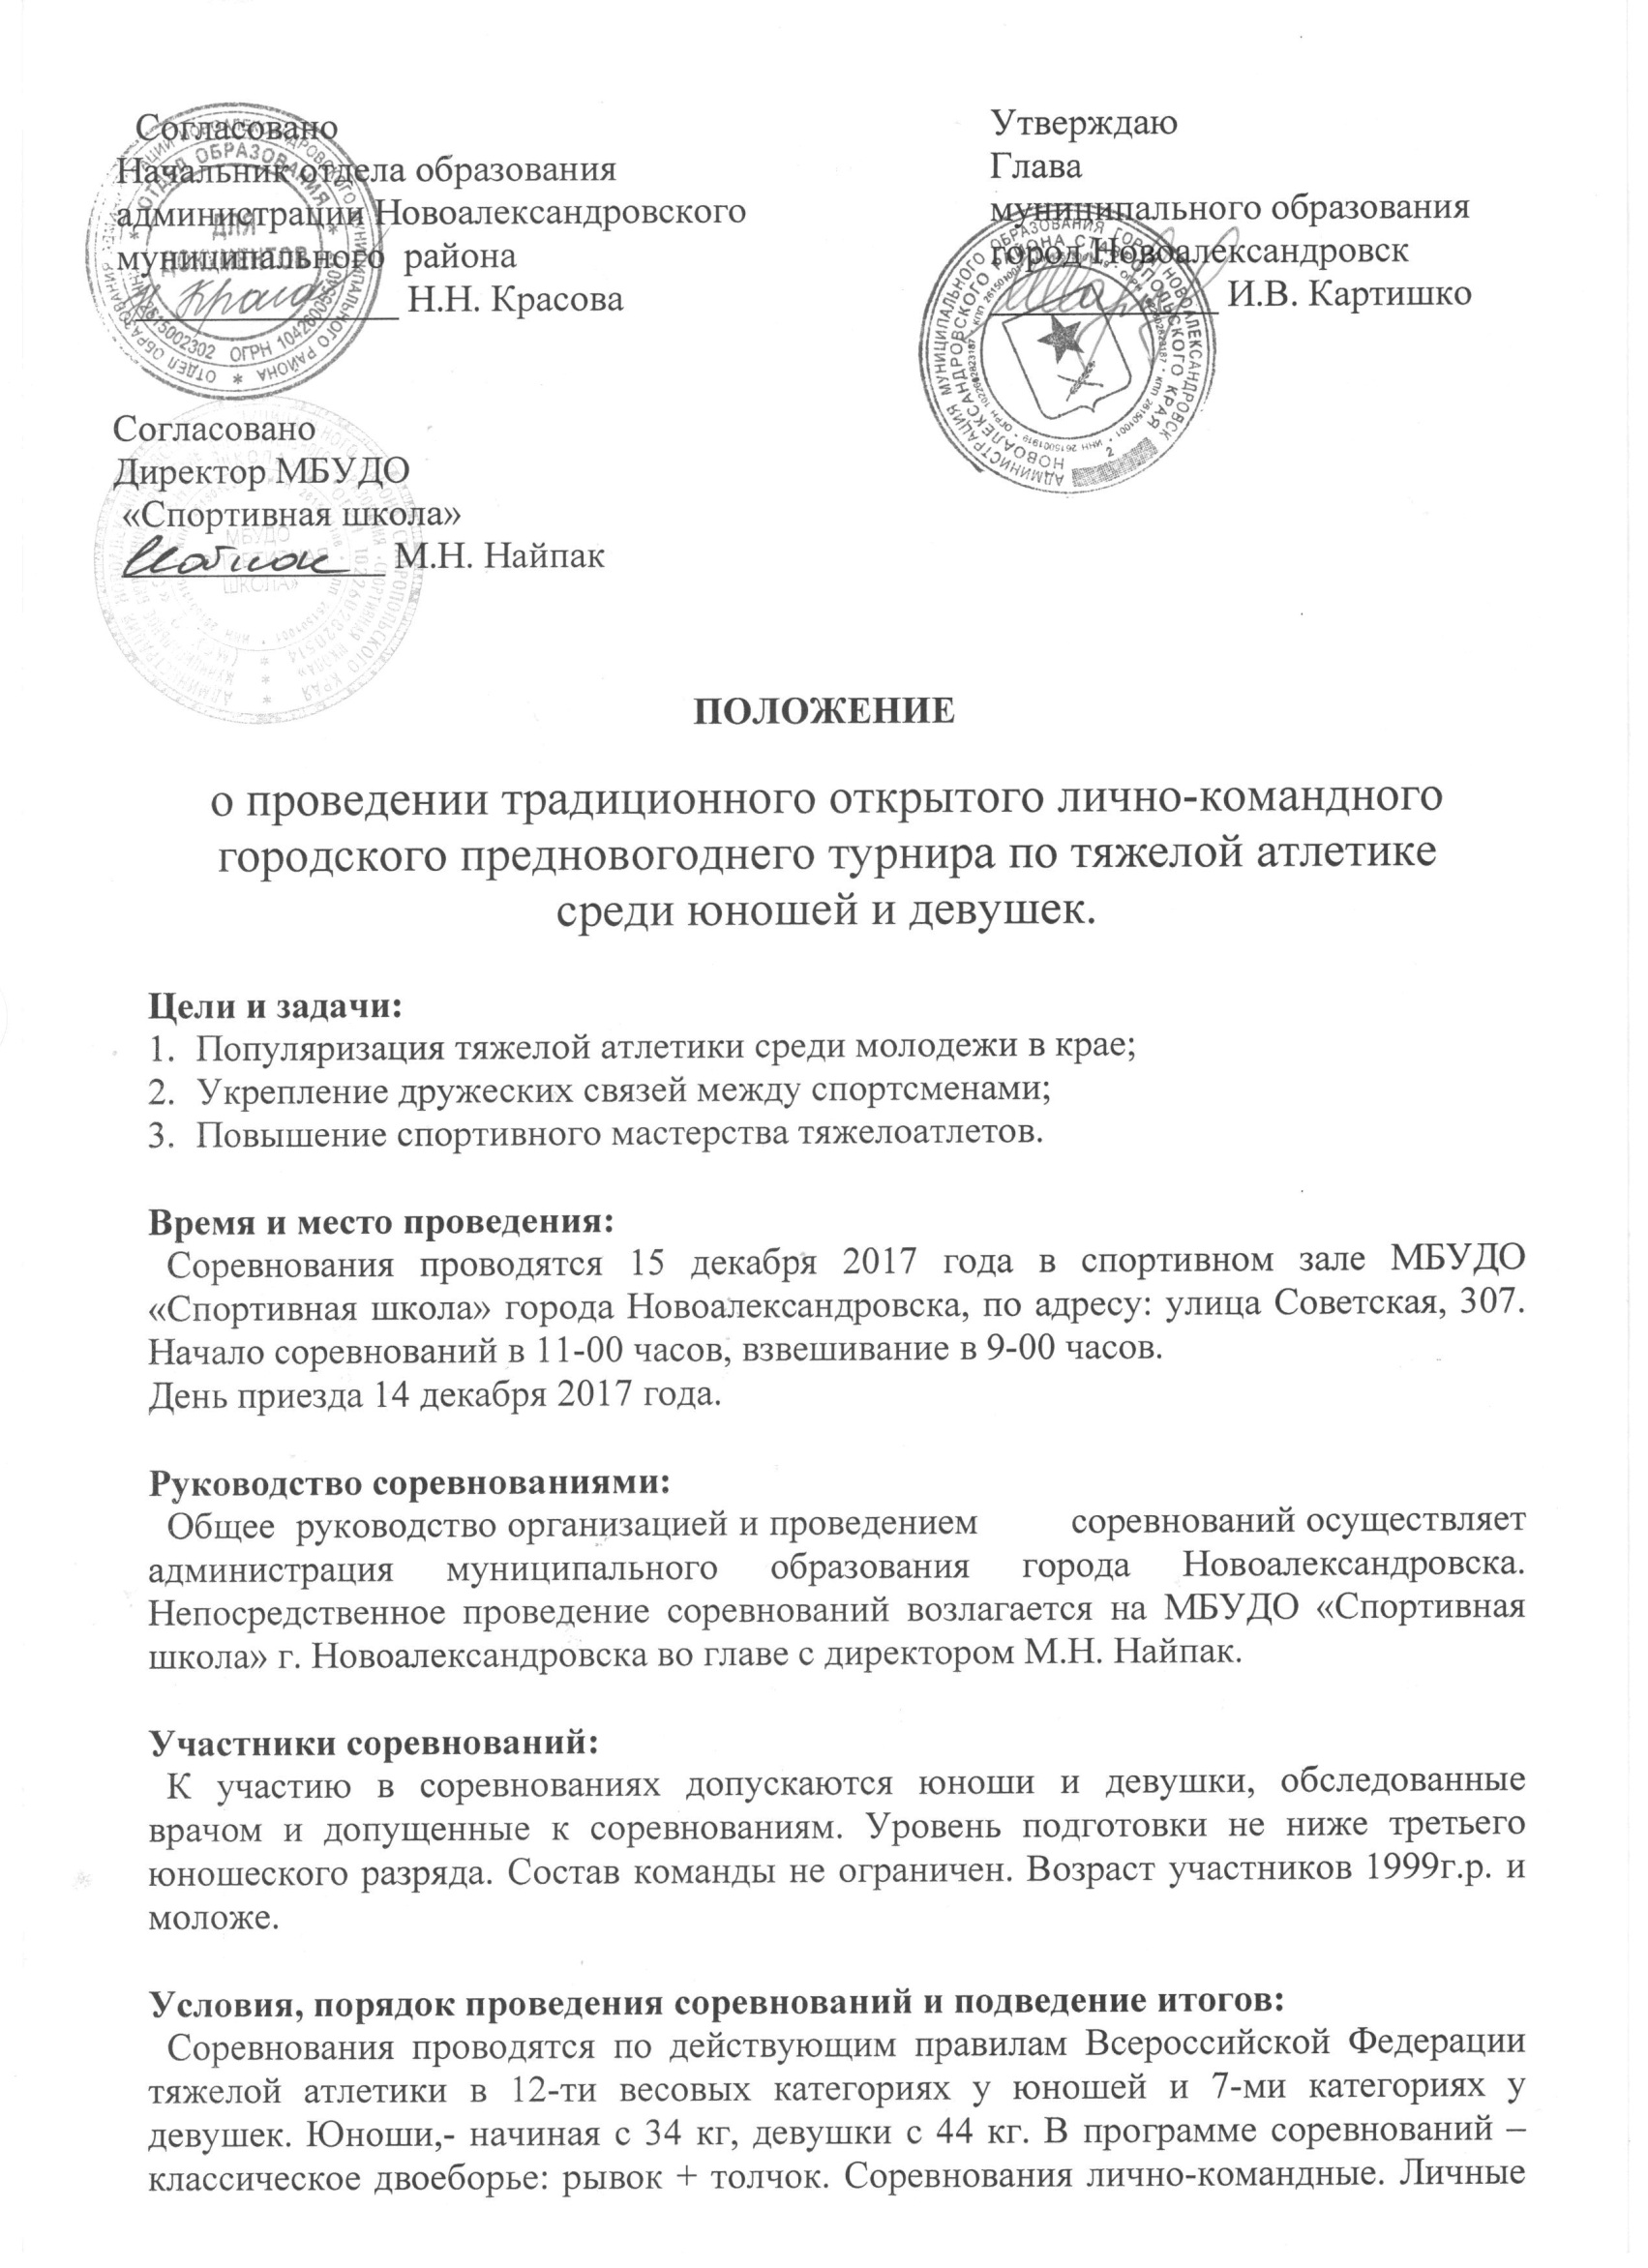 Согласовано
Начальник отдела образования
администрации Новоалександровского
муниципального района
Н.Н. Красова
Утверждаю
Глава
муниципального образования
город Новоалександровск
И.В. Картишко
ОТДЕЛ ОБРАЗОВАНИЯ
ДЛЯ
ДОКУМЕНТОВ
Согласовано
Директор МБУДО
«Спортивная школа»
М.Н. Найпак
МБУДО
«СПОРТИВНАЯ
ШКОЛА»
ПОЛОЖЕНИЕ
о проведении традиционного открытого лично-командного
городского предновогоднего турнира по тяжелой атлетике
среди юношей и девушек.
Цели и задачи:
1. Популяризация тяжелой атлетики среди молодежи в крае;
2. Укрепление дружеских связей между спортсменами;
3. Повышение спортивного мастерства тяжелоатлетов.
Время и место проведения:
Соревнования проводятся 15 декабря 2017 года в спортивном зале МБУДО
«Спортивная школа» города Новоалександровска, по адресу: улица Советская, 307.
Начало соревнований в 11-00 часов, взвешивание в 9-00 часов.
День приезда 14 декабря 2017 года.
Руководство соревнованиями:
Общее руководство организацией и проведением соревнований осуществляет
администрация муниципального образования города Новоалександровска.
Непосредственное проведение соревнований возлагается на МБУДО «Спортивная
школа» г. Новоалександровска во главе с директором М.Н. Найпак.
Участники соревнований:
К участию в соревнованиях допускаются юноши и девушки, обследованные
врачом и допущенные к соревнованиям. Уровень подготовки не ниже третьего
юношеского разряда. Состав команды не ограничен. Возраст участников 1999г.р. и
моложе.
Условия, порядок проведения соревнований и подведение итогов:
Соревнования проводятся по действующим правилам Всероссийской Федерации
тяжелой атлетики в 12-ти весовых категориях у юношей и 7-ми категориях у
девушек. Юноши,- начиная с 34 кг, девушки с 44 кг. В программе соревнований –
классическое двоеборье: рывок + толчок. Соревнования лично-командные. Личные